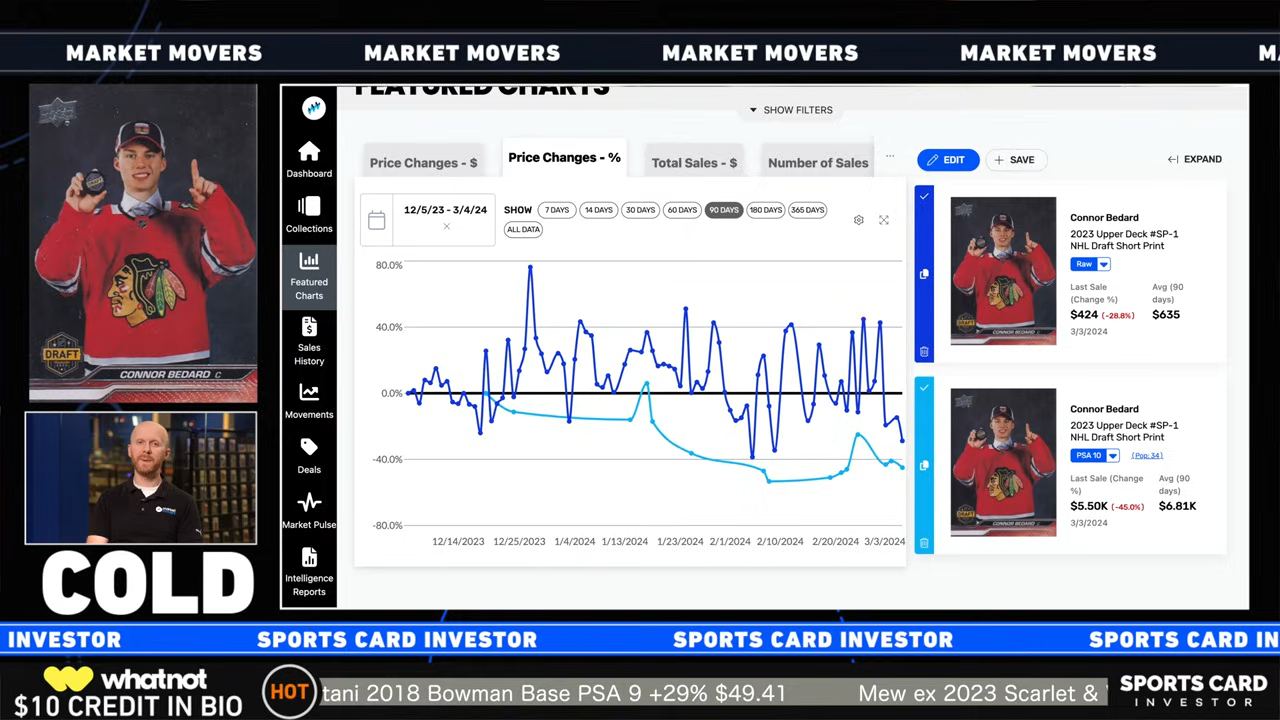 MARKET MOVERS MARKET MOVERS MARKET MOVERS MARKET MOVERS
FEATURED CHARTS
SHOW FILTERS
Price Changes - $
Price Changes - %
Total Sales - $
Number of Sales
...
EDIT
+ SAVE
EXPAND
12/5/23 - 3/4/24
×
SHOW
7 DAYS
14 DAYS
30 DAYS
60 DAYS
90 DAYS
180 DAYS
365 DAYS
ALL DATA
80.0%
40.0%
0.0%
-40.0%
-80.0%
12/14/2023
12/25/2023
1/4/2024
1/13/2024
1/23/2024
2/1/2024
2/10/2024
2/20/2024
3/3/2024
Dashboard
Collections
Featured
Charts
Sales
History
Movements
Deals
Market Pulse
Intelligence
Reports
Connor Bedard
2023 Upper Deck #SP-1
NHL Draft Short Print
Raw
Last Sale
(Change %)
Avg (90
days)
$424 (-28.8%)
$635
3/3/2024
Connor Bedard
2023 Upper Deck #SP-1
NHL Draft Short Print
PSA 10
(Pop: 34)
Last Sale (Change
%)
Avg (90
days)
$5.50K (-45.0%)
$6.81K
3/3/2024
DRAFT
CONNOR BEDARD C
COLD
INVESTOR SPORTS CARD INVESTOR SPORTS CARD INVESTOR SPORTS CARD IN
whatnot
$10 CREDIT IN BIO
HOT
tani 2018 Bowman Base PSA 9 +29% $49.41 Mew ex 2023 Scarlet &
SPORTS CARD
INVESTOR